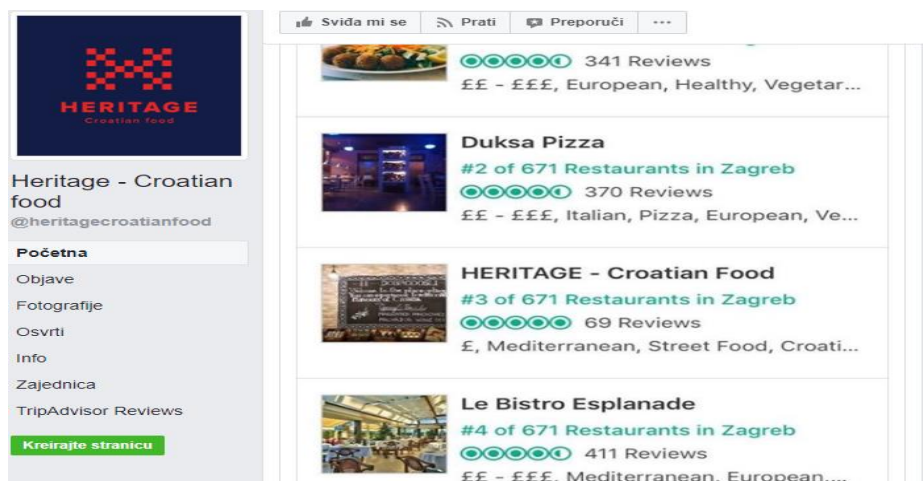 HERITAGE
Croatian food
Heritage - Croatian
food
@heritagecroatianfood
Početna
Objave
Fotografije
Osvrti
Info
Zajednica
TripAdvisor Reviews
Kreirajte stranicu
Sviđa mi se
Prati
Preporuči
...
341 Reviews
££ - £££, European, Healthy, Vegetar...
Duksa Pizza
#2 of 671 Restaurants in Zagreb
370 Reviews
££ - £££, Italian, Pizza, European, Ve...
HERITAGE - Croatian Food
#3 of 671 Restaurants in Zagreb
69 Reviews
£, Mediterranean, Street Food, Croati...
Le Bistro Esplanade
#4 of 671 Restaurants in Zagreb
411 Reviews
££ - £££, Mediterranean, European,...